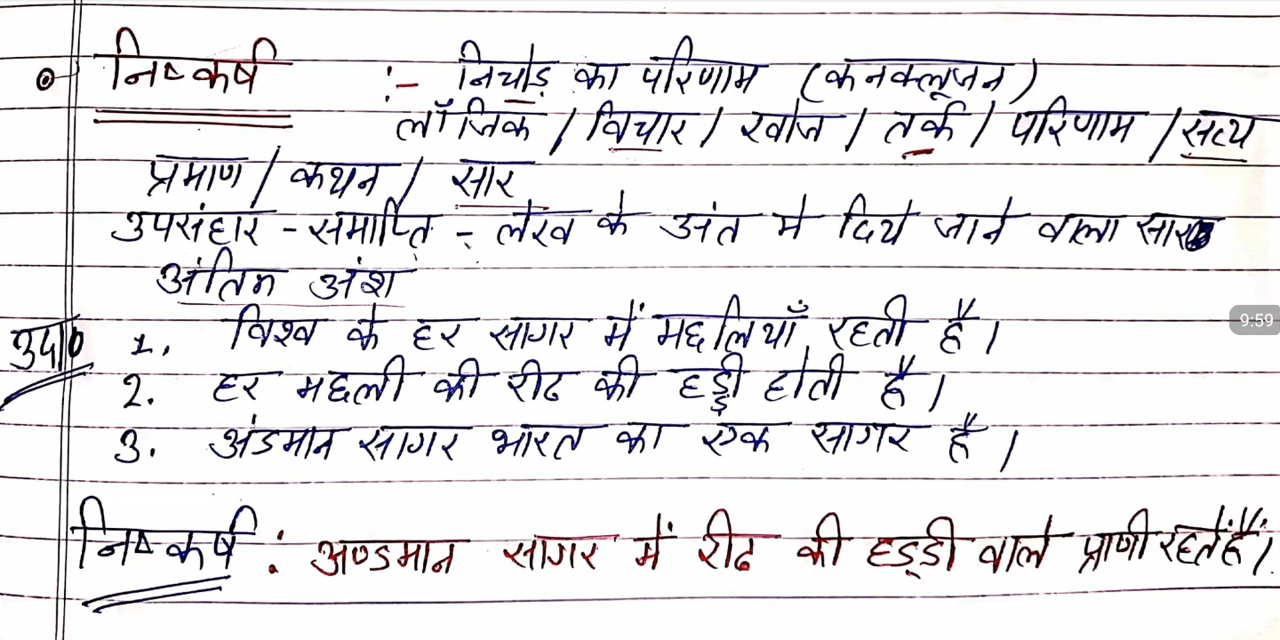 निष्कर्ष :- निचोड़ का परिणाम (कनक्लूजन)
लॉजिक / विचार / खोज / तर्क / परिणाम / सत्य
प्रमाण / कथन / सार
उपसंहार - समाप्ति - लेख के अंत मे दिये जाने वाला सार
अंतिम अंश
9:59
उदा० 1. विश्व के हर सागर में मछलियाँ रहती है।
2. हर मछली की रीढ की हड्डी होती है।
3. अंडमान सागर भारत का एक सागर है।
निष्कर्ष : अण्डमान सागर में रीढ की हड्डी वाले प्राणी रहते हैं।